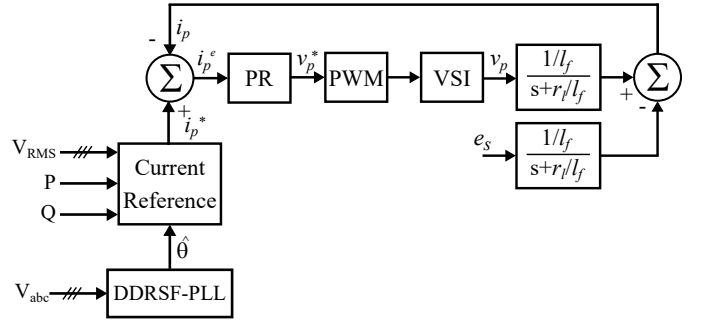 - i_p
Σ
i_p^e
PR
v_p^*
PWM
VSI
v_p
1/l_f
s+r_l/l_f
+
-
Σ
+
i_p^*
e_s
1/l_f
s+r_l/l_f
V_RMS
P
Q
Current
Reference
θ̂
V_abc
DDRSF-PLL